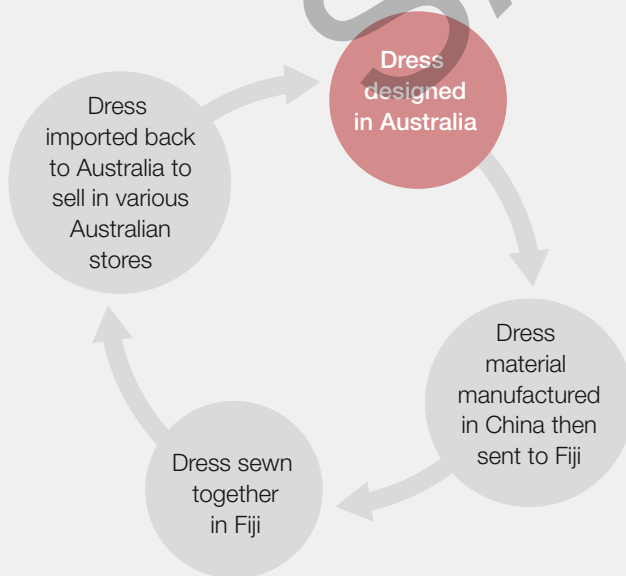 Dress
designed
in Australia
Dress
material
manufactured
in China then
sent to Fiji
Dress sewn
together
in Fiji
Dress
imported back
to Australia to
sell in various
Australian
stores